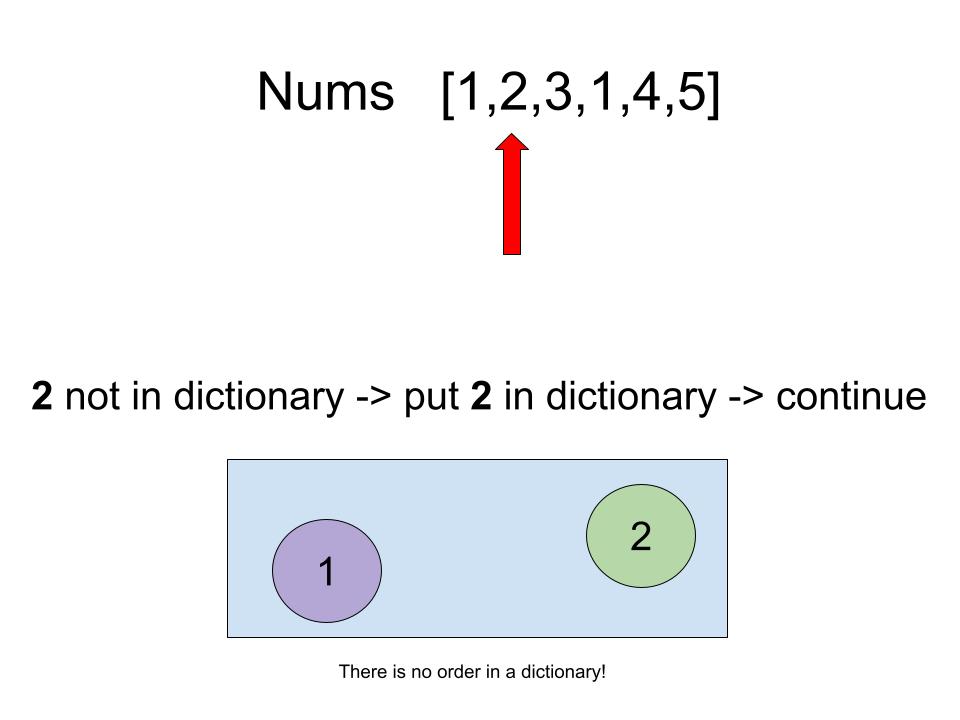 Nums [1,2,3,1,4,5]
2 not in dictionary -> put 2 in dictionary -> continue
2
1
There is no order in a dictionary!